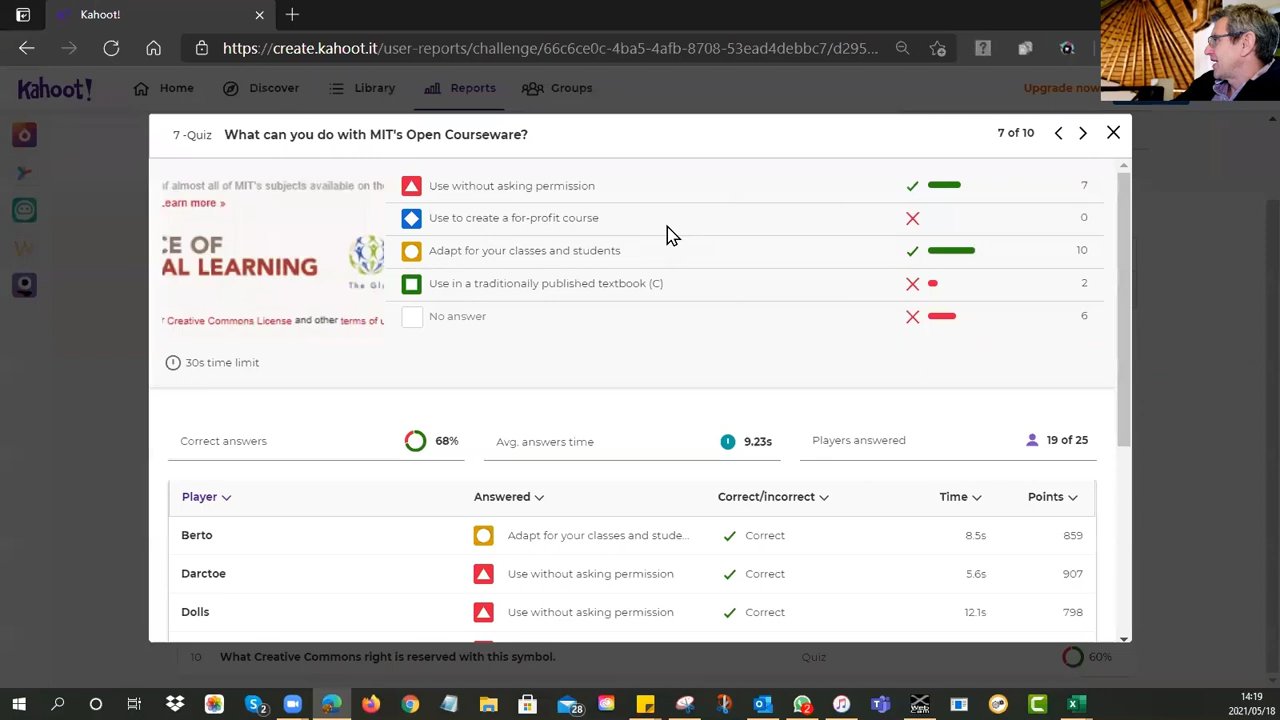 Kahoot!
https://create.kahoot.it/user-reports/challenge/66c6ce0c-4ba5-4afb-8708-53ead4debbc7/d295...
Kahoot!
Home
Discover
Library
Reports
Groups
Upgrade now
7 -Quiz What can you do with MIT's Open Courseware?
7 of 10
of almost all of MIT's subjects available on the
earn more »
CE OF
AL LEARNING
The Gl
Creative Commons License and other terms of u
Use without asking permission 7
Use to create a for-profit course 0
Adapt for your classes and students 10
Use in a traditionally published textbook (C) 2
No answer 6
30s time limit
Correct answers 68%
Avg. answers time 9.23s
Players answered 19 of 25
Player Answered Correct/incorrect Time Points
Berto Adapt for your classes and stude... Correct 8.5s 859
Darctoe Use without asking permission Correct 5.6s 907
Dolls Use without asking permission Correct 12.1s 798
10 What Creative Commons right is reserved with this symbol. Quiz 60%
2
28
2
14:19
2021/05/18